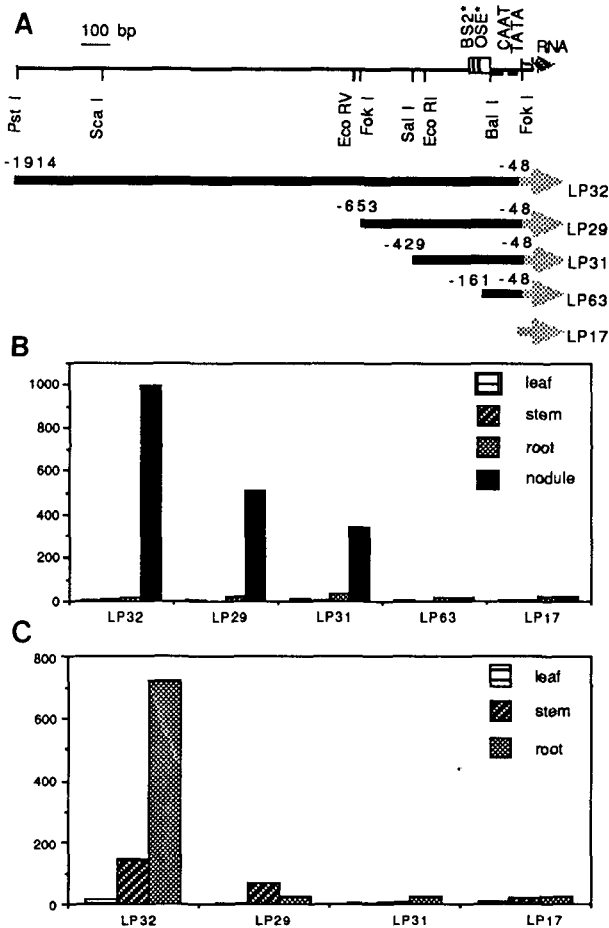 A
100 bp
BS2*
OSE*
CAAT
TATA
RNA
Pst I
Sca I
Eco RV
Fok I
Sal I
Eco RI
Bal I
Fok I
-1914
-48
LP32
-653
-48
LP29
-429
-48
LP31
-161
-48
LP63
LP17
B
1000
800
600
400
200
0
leaf
stem
root
nodule
LP32
LP29
LP31
LP63
LP17
C
800
600
400
200
0
leaf
stem
root
LP32
LP29
LP31
LP17